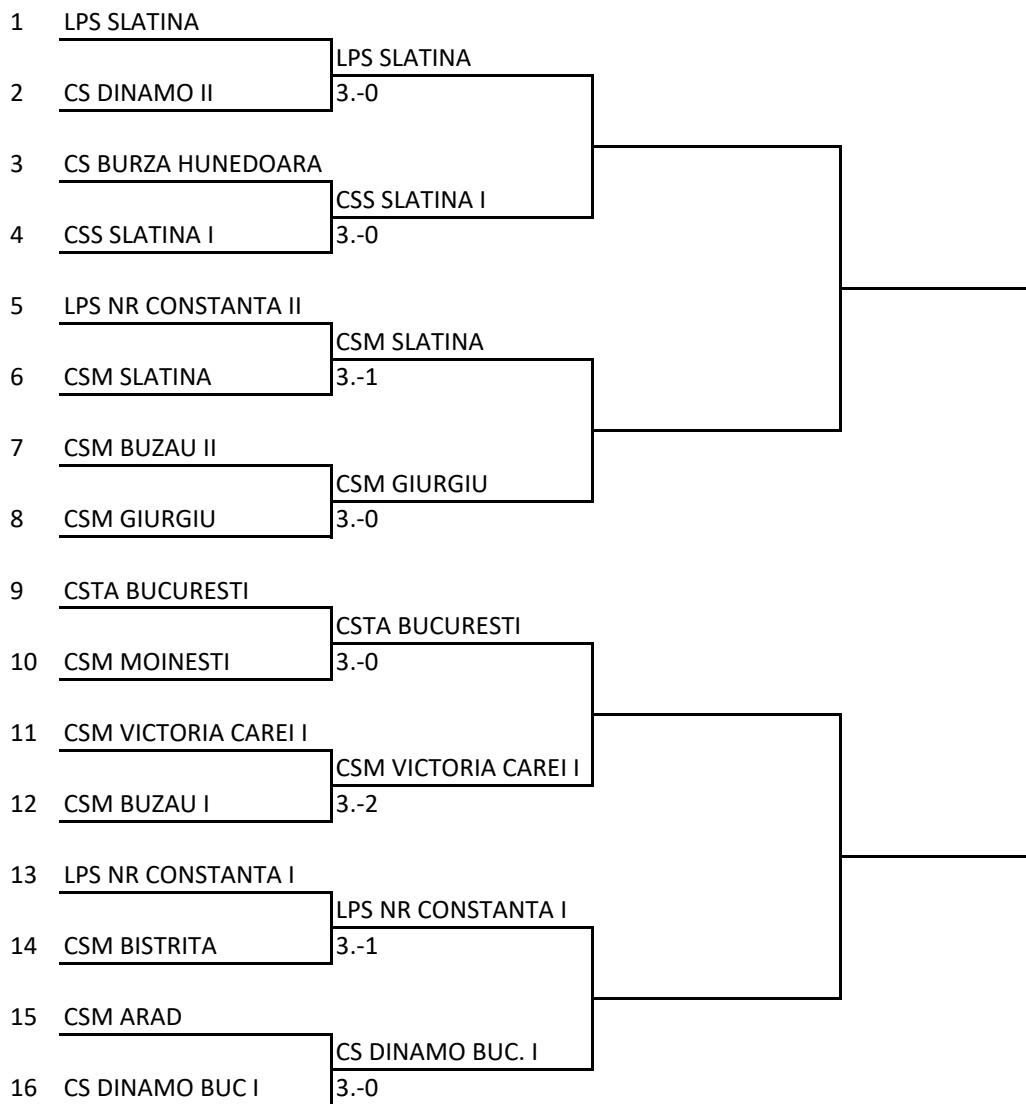 1 LPS SLATINA
LPS SLATINA
2 CS DINAMO II 3.-0
3 CS BURZA HUNEDOARA
CSS SLATINA I
4 CSS SLATINA I 3.-0
5 LPS NR CONSTANTA II
CSM SLATINA
6 CSM SLATINA 3.-1
7 CSM BUZAU II
CSM GIURGIU
8 CSM GIURGIU 3.-0
9 CSTA BUCURESTI
CSTA BUCURESTI
10 CSM MOINESTI 3.-0
11 CSM VICTORIA CAREI I
CSM VICTORIA CAREI I
12 CSM BUZAU I 3.-2
13 LPS NR CONSTANTA I
LPS NR CONSTANTA I
14 CSM BISTRITA 3.-1
15 CSM ARAD
CS DINAMO BUC. I
16 CS DINAMO BUC I 3.-0